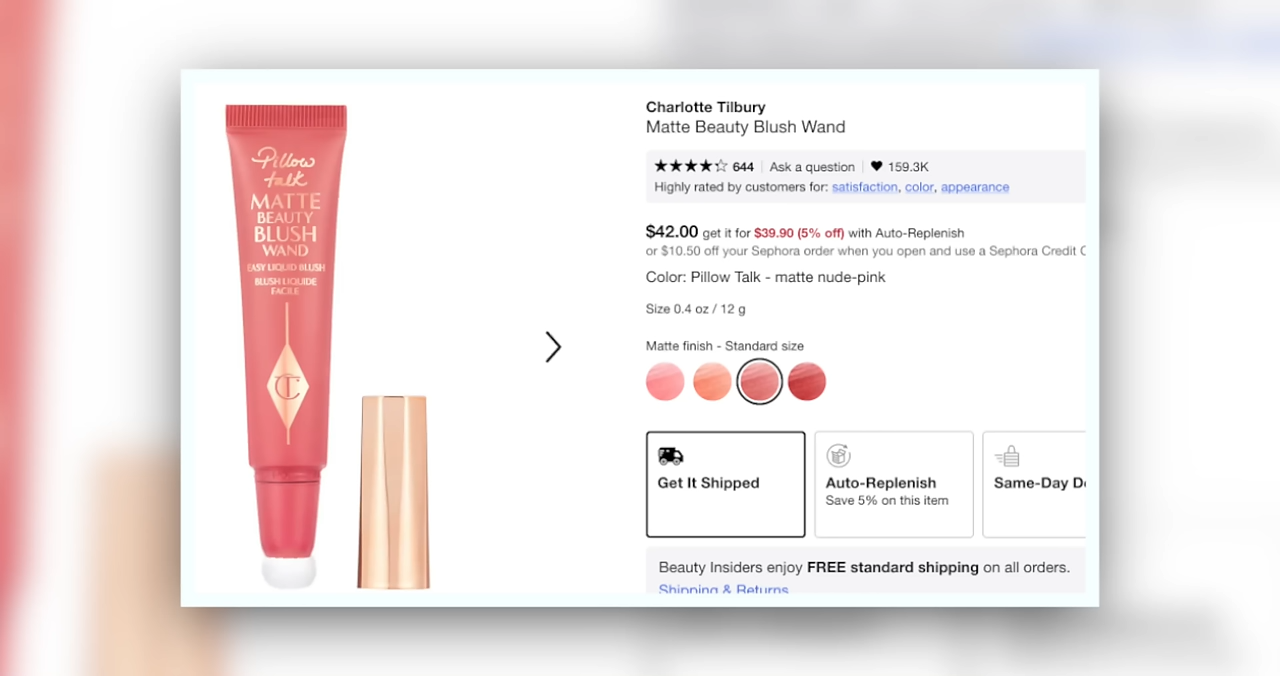 Pillow
talk
MATTE
BEAUTY
BLUSH
WAND
EASY LIQUID BLUSH
BLUSH LIQUIDE
FACILE
CT
Charlotte Tilbury
Matte Beauty Blush Wand
★★★★☆ 644 | Ask a question | ♥ 159.3K
Highly rated by customers for: satisfaction, color, appearance
$42.00 get it for $39.90 (5% off) with Auto-Replenish
or $10.50 off your Sephora order when you open and use a Sephora Credit C
Color: Pillow Talk - matte nude-pink
Size 0.4 oz / 12 g
Matte finish - Standard size
Get It Shipped
Auto-Replenish
Save 5% on this item
Same-Day De
Beauty Insiders enjoy FREE standard shipping on all orders.
Shipping & Returns